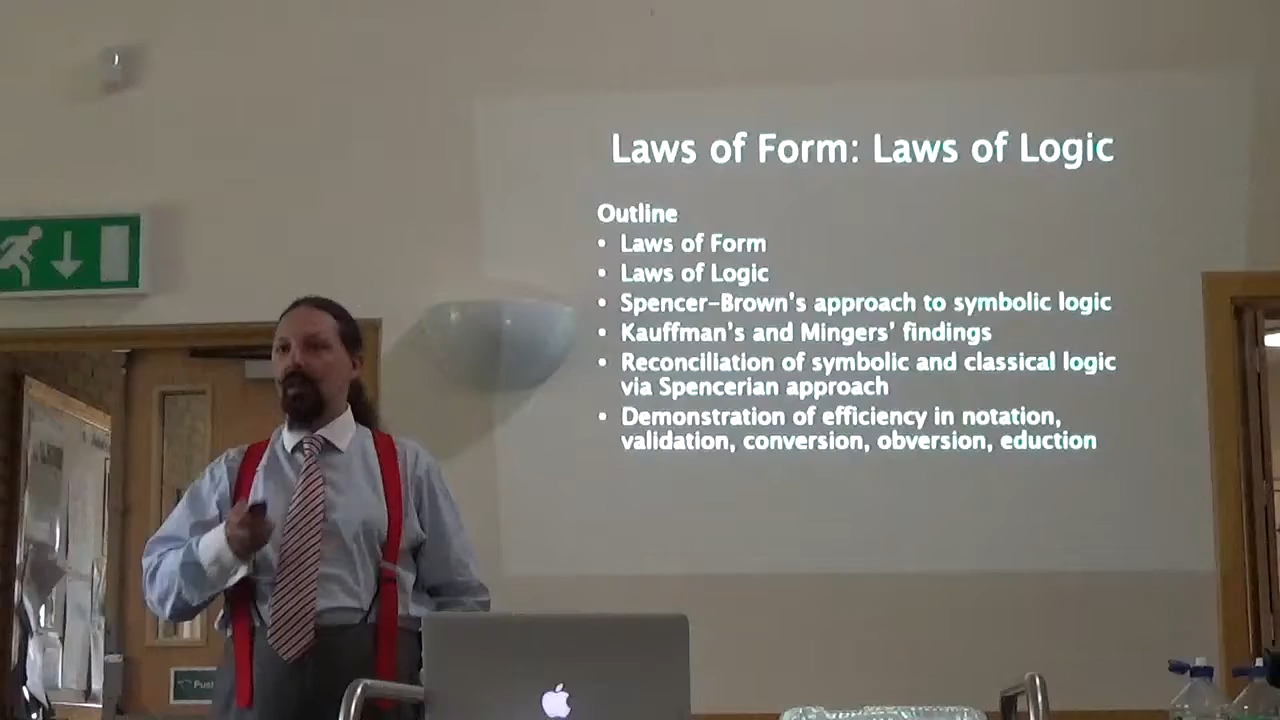 Laws of Form: Laws of Logic
Outline
• Laws of Form
• Laws of Logic
• Spencer–Brown's approach to symbolic logic
• Kauffman's and Mingers' findings
• Reconciliation of symbolic and classical logic
via Spencerian approach
• Demonstration of efficiency in notation,
validation, conversion, obversion, eduction
Push